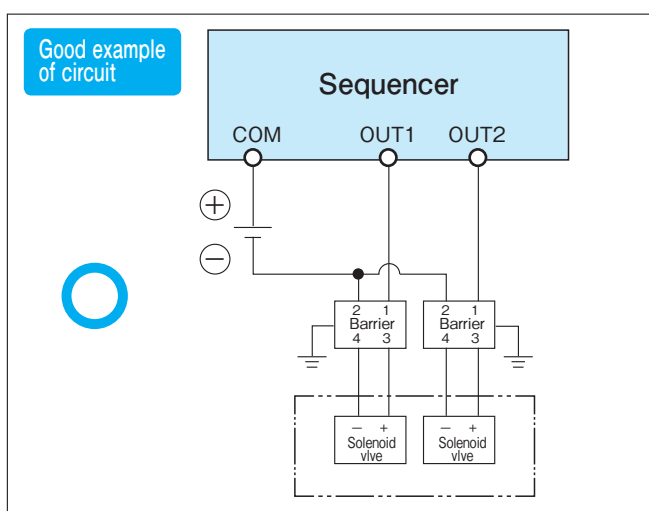 Good example
of circuit
Sequencer
COM OUT1 OUT2
+
−
2 1 2 1
Barrier Barrier
4 3 4 3
− + − +
Solenoid Solenoid
vlve vlve